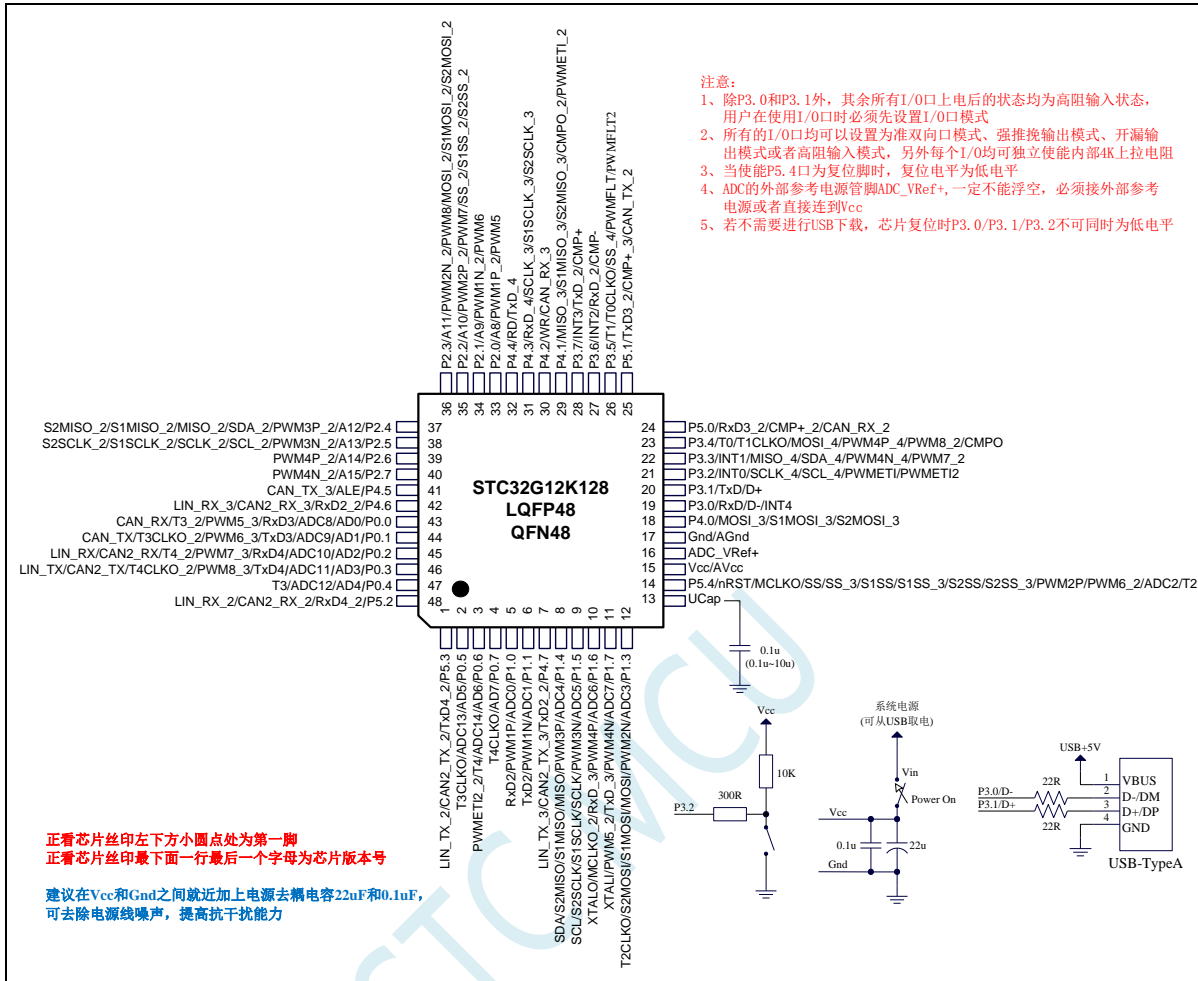 P2.3/A11/PWM2N_2/PWM8/MOSI_2/S1MOSI_2/S2MOSI_2
P2.2/A10/PWM2P_2/PWM7/SS_2/S1SS_2/S2SS_2
P2.1/A9/PWM1N_2/PWM6
P2.0/A8/PWM1P_2/PWM5
P4.4/RD/TxD_4
P4.3/RxD_4/SCLK_3/S1SCLK_3/S2SCLK_3
P4.2/WR/CAN_RX_3
P4.1/MISO_3/S1MISO_3/S2MISO_3/CMPO_2/PWMETI_2
P3.7/INT3/TxD_2/CMP+
P3.6/INT2/RxD_2/CMP-
P3.5/T1/T0CLKO/SS_4/PWMFLT/PWMFLT2
P5.1/TxD3_2/CMP+_3/CAN_TX_2
注意：
1、除P3.0和P3.1外，其余所有I/O口上电后的状态均为高阻输入状态，
用户在使用I/O口时必须先设置I/O口模式
2、所有的I/O口均可以设置为准双向口模式、强推挽输出模式、开漏输
出模式或者高阻输入模式，另外每个I/O均可独立使能内部4K上拉电阻
3、当使能P5.4口为复位脚时，复位电平为低电平
4、ADC的外部参考电源管脚ADC_VRef+,一定不能浮空，必须接外部参考
电源或者直接连到Vcc
5、若不需要进行USB下载，芯片复位时P3.0/P3.1/P3.2不可同时为低电平
36 35 34 33 32 31 30 29 28 27 26 25
S2MISO_2/S1MISO_2/MISO_2/SDA_2/PWM3P_2/A12/P2.4 37
S2SCLK_2/S1SCLK_2/SCLK_2/SCL_2/PWM3N_2/A13/P2.5 38
PWM4P_2/A14/P2.6 39
PWM4N_2/A15/P2.7 40
CAN_TX_3/ALE/P4.5 41
LIN_RX_3/CAN2_RX_3/RxD2_2/P4.6 42
CAN_RX/T3_2/PWM5_3/RxD3/ADC8/AD0/P0.0 43
CAN_TX/T3CLKO_2/PWM6_3/TxD3/ADC9/AD1/P0.1 44
LIN_RX/CAN2_RX/T4_2/PWM7_3/RxD4/ADC10/AD2/P0.2 45
LIN_TX/CAN2_TX/T4CLKO_2/PWM8_3/TxD4/ADC11/AD3/P0.3 46
T3/ADC12/AD4/P0.4 47
LIN_RX_2/CAN2_RX_2/RxD4_2/P5.2 48
STC32G12K128
LQFP48
QFN48
24 P5.0/RxD3_2/CMP+_2/CAN_RX_2
23 P3.4/T0/T1CLKO/MOSI_4/PWM4P_4/PWM8_2/CMPO
22 P3.3/INT1/MISO_4/SDA_4/PWM4N_4/PWM7_2
21 P3.2/INT0/SCLK_4/SCL_4/PWMETI/PWMETI2
20 P3.1/TxD/D+
19 P3.0/RxD/D-/INT4
18 P4.0/MOSI_3/S1MOSI_3/S2MOSI_3
17 Gnd/AGnd
16 ADC_VRef+
15 Vcc/AVcc
14 P5.4/nRST/MCLKO/SS/SS_3/S1SS/S1SS_3/S2SS/S2SS_3/PWM2P/PWM6_2/ADC2/T2
13 UCap
1 2 3 4 5 6 7 8 9 10 11 12
LIN_TX_2/CAN2_TX_2/TxD4_2/P5.3
T3CLKO/ADC13/AD5/P0.5
PWMETI2_2/T4/ADC14/AD6/P0.6
T4CLKO/AD7/P0.7
RxD2/PWM1P/ADC0/P1.0
TxD2/PWM1N/ADC1/P1.1
LIN_TX_3/CAN2_TX_3/TxD2_2/P4.7
SDA/S2MISO/S1MISO/MISO/PWM3P/ADC4/P1.4
SCL/S2SCLK/S1SCLK/SCLK/PWM3N/ADC5/P1.5
XTALO/MCLKO_2/RxD_3/PWM4P/ADC6/P1.6
XTALI/PWM5_2/TxD_3/PWM4N/ADC7/P1.7
T2CLKO/S2MOSI/S1MOSI/MOSI/PWM2N/ADC3/P1.3
0.1u
(0.1u~10u)
Vcc
10K
300R
P3.2
系统电源
(可从USB取电)
Vin
Power On
Vcc
0.1u
22u
Gnd
USB+5V
P3.0/D-
P3.1/D+
22R
22R
1 VBUS
2 D-/DM
3 D+/DP
4 GND
USB-TypeA
正看芯片丝印左下方小圆点处为第一脚
正看芯片丝印最下面一行最后一个字母为芯片版本号
建议在Vcc和Gnd之间就近加上电源去耦电容22uF和0.1uF，
可去除电源线噪声，提高抗干扰能力
STCMCU